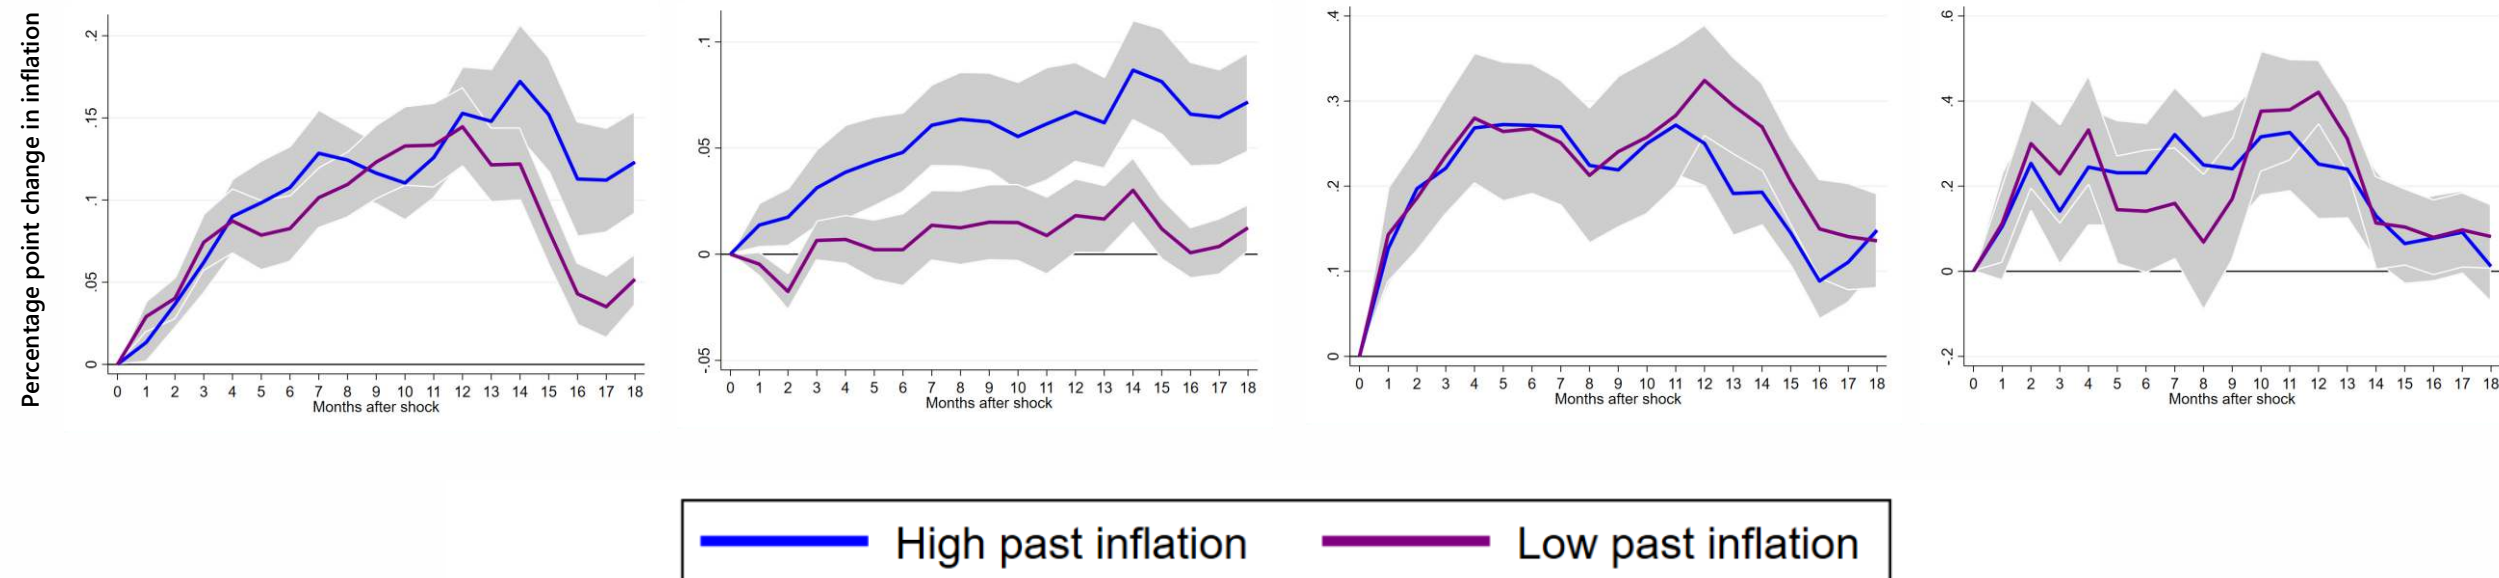 Percentage point change in inflation
.2
.15
.1
.05
0
0 1 2 3 4 5 6 7 8 9 10 11 12 13 14 15 16 17 18
Months after shock
.1
.05
0
-.05
0 1 2 3 4 5 6 7 8 9 10 11 12 13 14 15 16 17 18
Months after shock
.4
.3
.2
.1
0
0 1 2 3 4 5 6 7 8 9 10 11 12 13 14 15 16 17 18
Months after shock
.6
.4
.2
0
-.2
0 1 2 3 4 5 6 7 8 9 10 11 12 13 14 15 16 17 18
Months after shock
High past inflation
Low past inflation